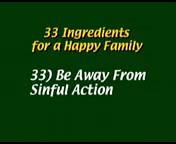 33 Ingredients
for a Happy Family
33) Be Away From
Sinful Action